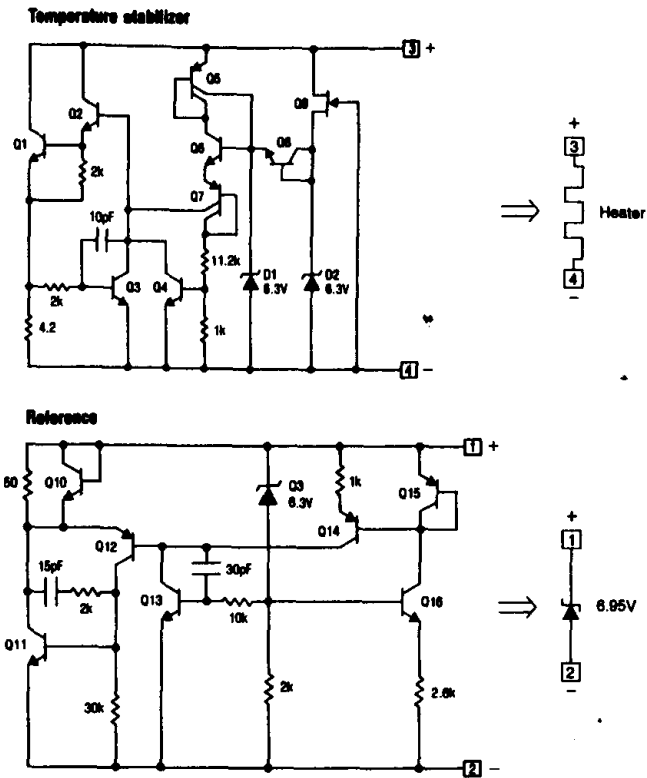 Temperature stabilizer
3 +
Q5
Q9
Q2
Q1
Q6
Q8
+
3
2k
Q7
Heater
10pF
4
−
11.2k
D1
6.3V
D2
6.3V
Q3
Q4
2k
4.2
1k
4 −
Reference
1 +
60
Q10
Q3
6.3V
1k
Q15
Q14
+
1
Q12
15pF
30pF
2k
Q13
10k
Q16
6.95V
Q11
2
−
30k
2k
2.6k
2 −